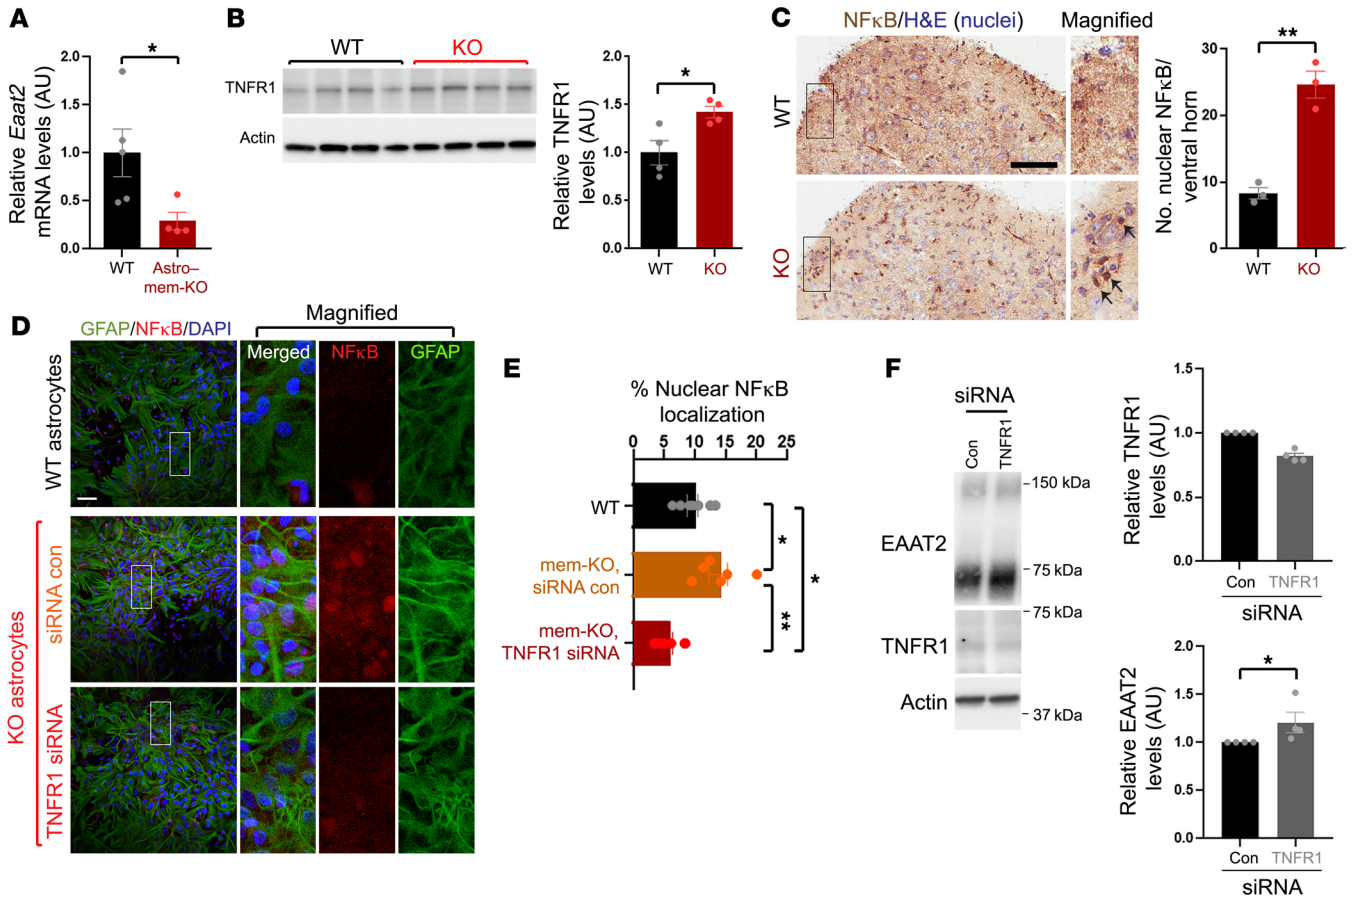 A
Relative Eaat2
mRNA levels (AU)
2.0
1.5
1.0
0.5
0.0
*
WT
Astro–
mem-KO
B
WT
KO
TNFR1
Actin
Relative TNFR1
levels (AU)
2.0
1.5
1.0
0.5
0.0
*
WT
KO
C
NFκB/H&E (nuclei)
Magnified
WT
KO
No. nuclear NFκB/
ventral horn
30
20
10
0
**
WT
KO
D
Magnified
GFAP/NFκB/DAPI
Merged
NFκB
GFAP
WT astrocytes
KO astrocytes
siRNA con
TNFR1 siRNA
E
% Nuclear NFκB
localization
0 5 10 15 20 25
WT
mem-KO,
siRNA con
mem-KO,
TNFR1 siRNA
*
**
*
F
siRNA
Con
TNFR1
EAAT2
TNFR1
Actin
150 kDa
75 kDa
75 kDa
37 kDa
Relative TNFR1
levels (AU)
1.5
1.0
0.5
0.0
Con TNFR1
siRNA
Relative EAAT2
levels (AU)
2.0
1.5
1.0
0.5
0.0
*
Con TNFR1
siRNA